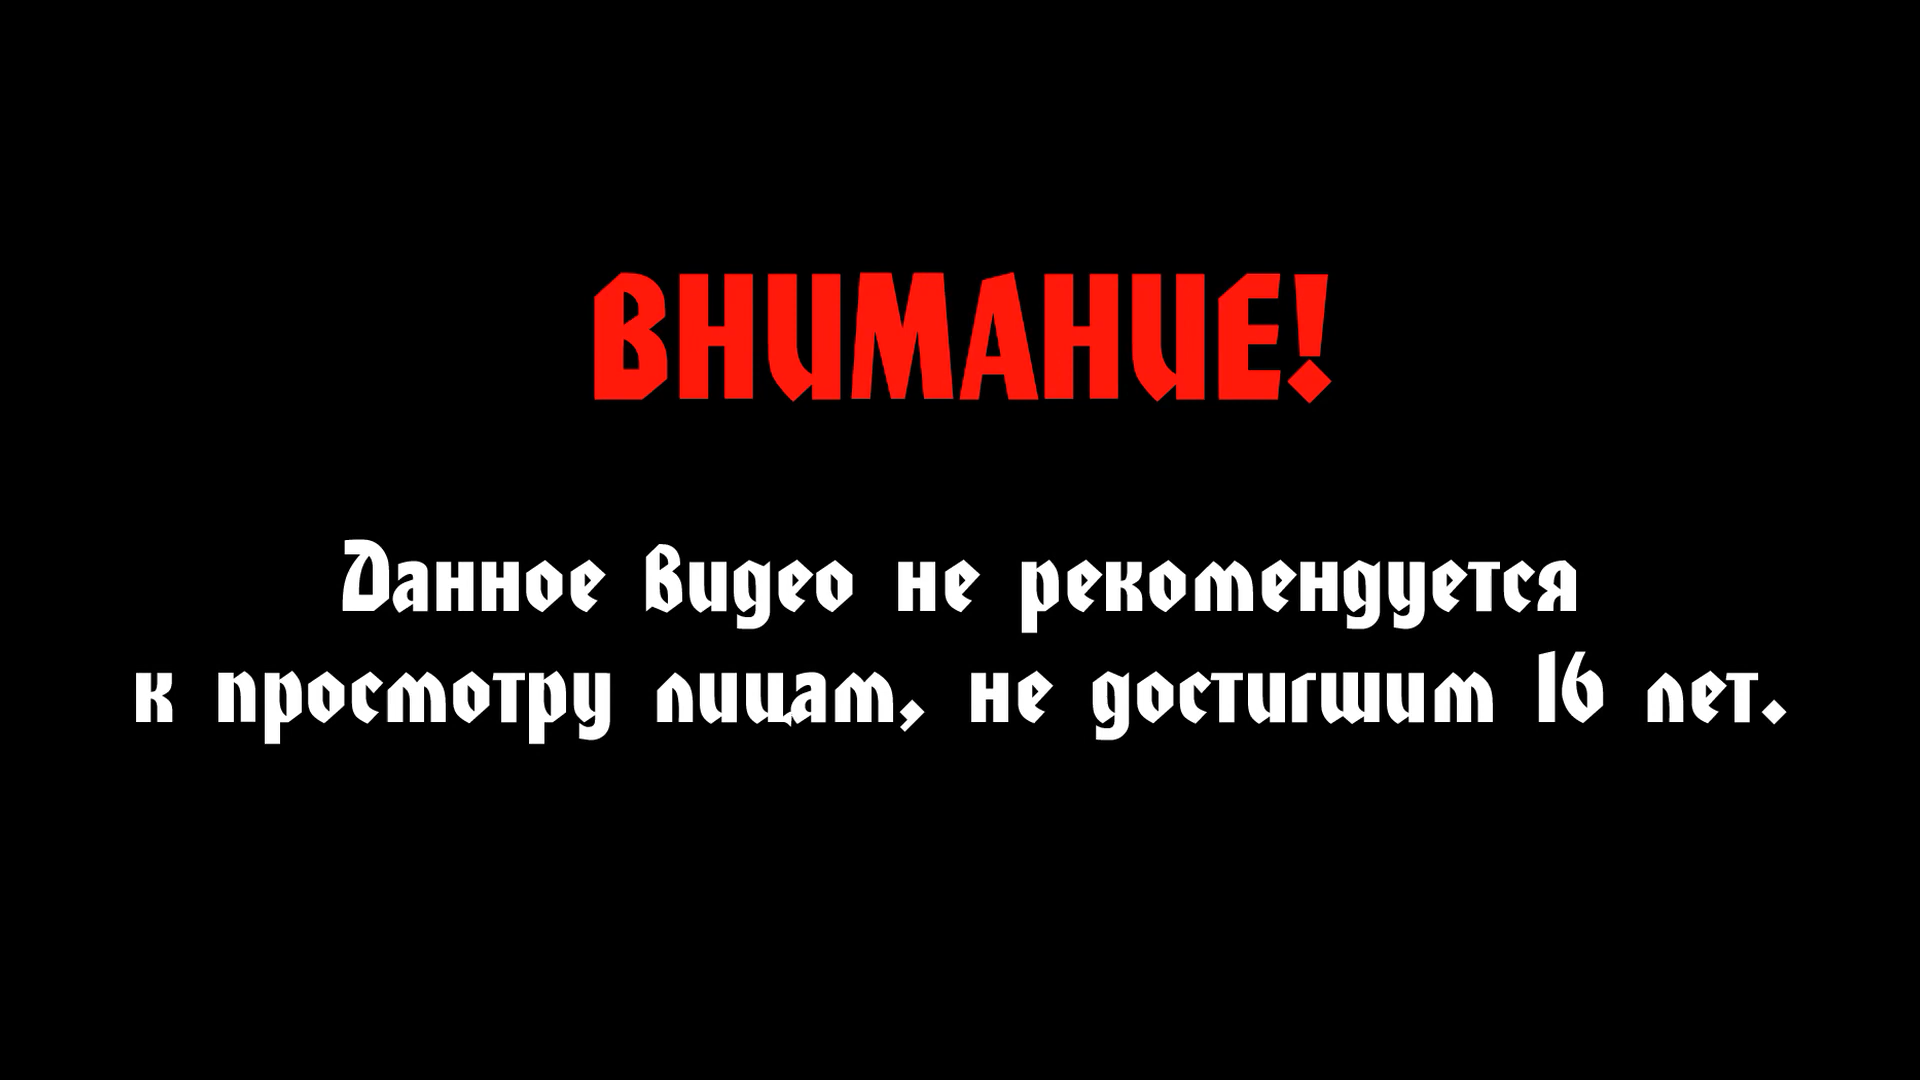 ВНИМАНИЕ!
Данное видео не рекомендуется
к просмотру лицам, не достигшим 16 лет.